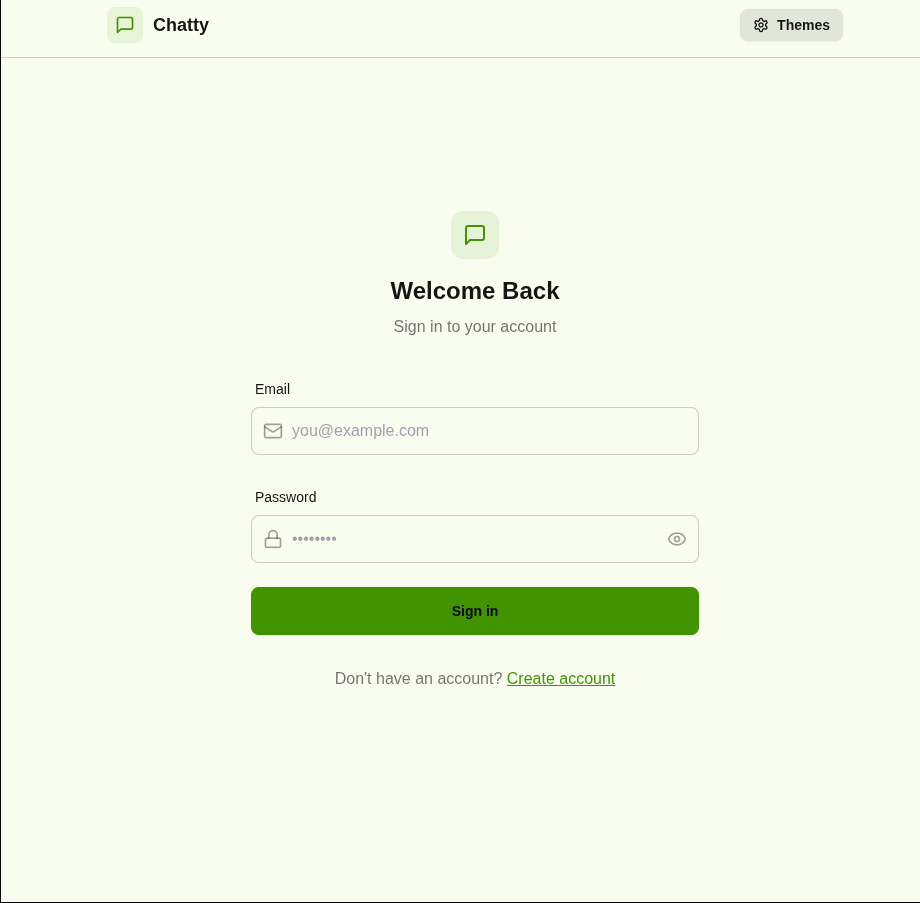 Chatty
Themes
Welcome Back
Sign in to your account
Email
you@example.com
Password
••••••••
Sign in
Don't have an account? Create account